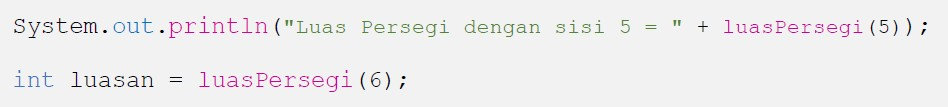 System.out.println("Luas Persegi dengan sisi 5 = " + luasPersegi(5));
int luasan = luasPersegi(6);